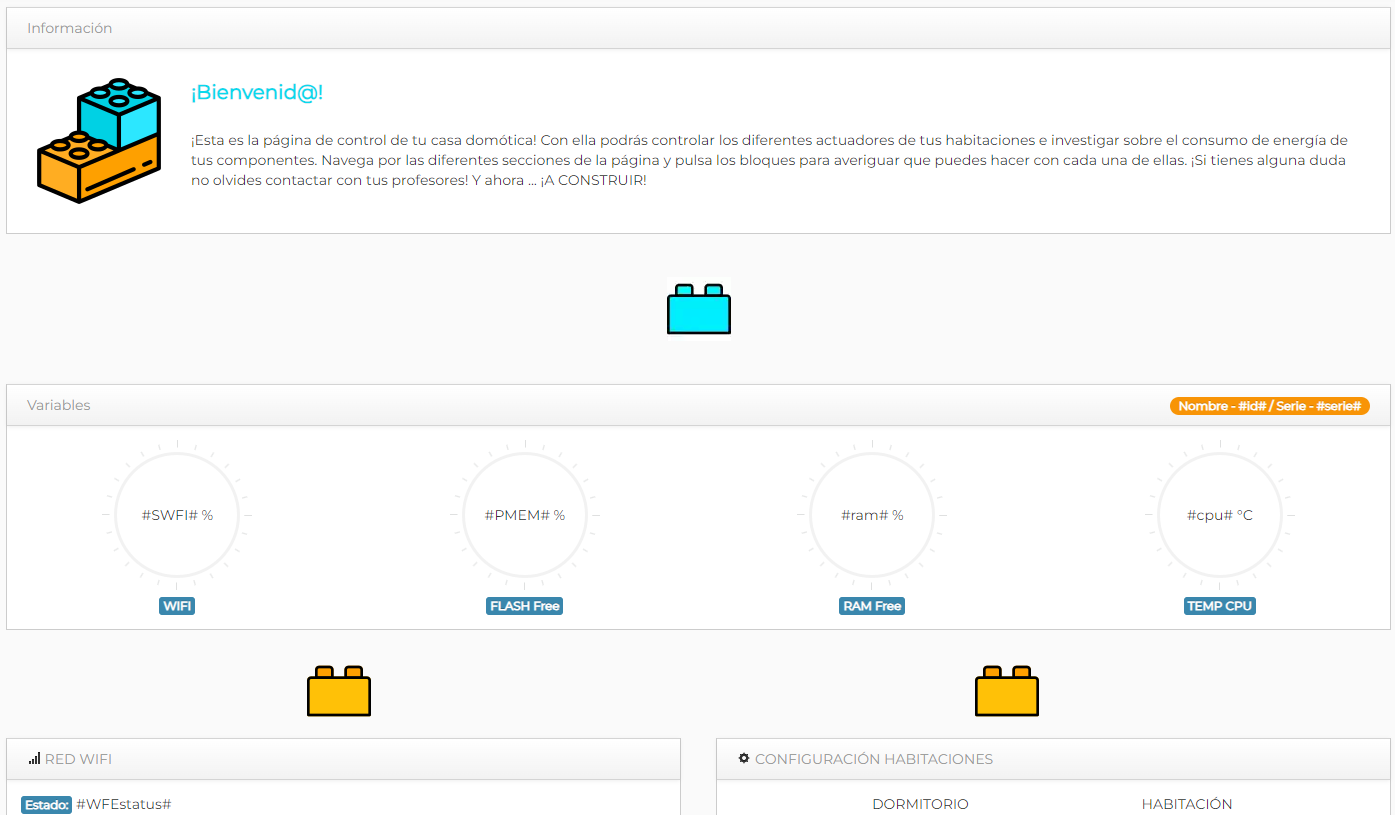 Información
¡Bienvenid@!
¡Esta es la página de control de tu casa domótica! Con ella podrás controlar los diferentes actuadores de tus habitaciones e investigar sobre el consumo de energía de
tus componentes. Navega por las diferentes secciones de la página y pulsa los bloques para averiguar que puedes hacer con cada una de ellas. ¡Si tienes alguna duda
no olvides contactar con tus profesores! Y ahora ... ¡A CONSTRUIR!
Variables
Nombre - #id# / Serie - #serie#
#SWFI# %
#PMEM# %
#ram# %
#cpu# °C
WIFI
FLASH Free
RAM Free
TEMP CPU
RED WIFI
CONFIGURACIÓN HABITACIONES
Estado: #WFEstatus#
DORMITORIO
HABITACIÓN